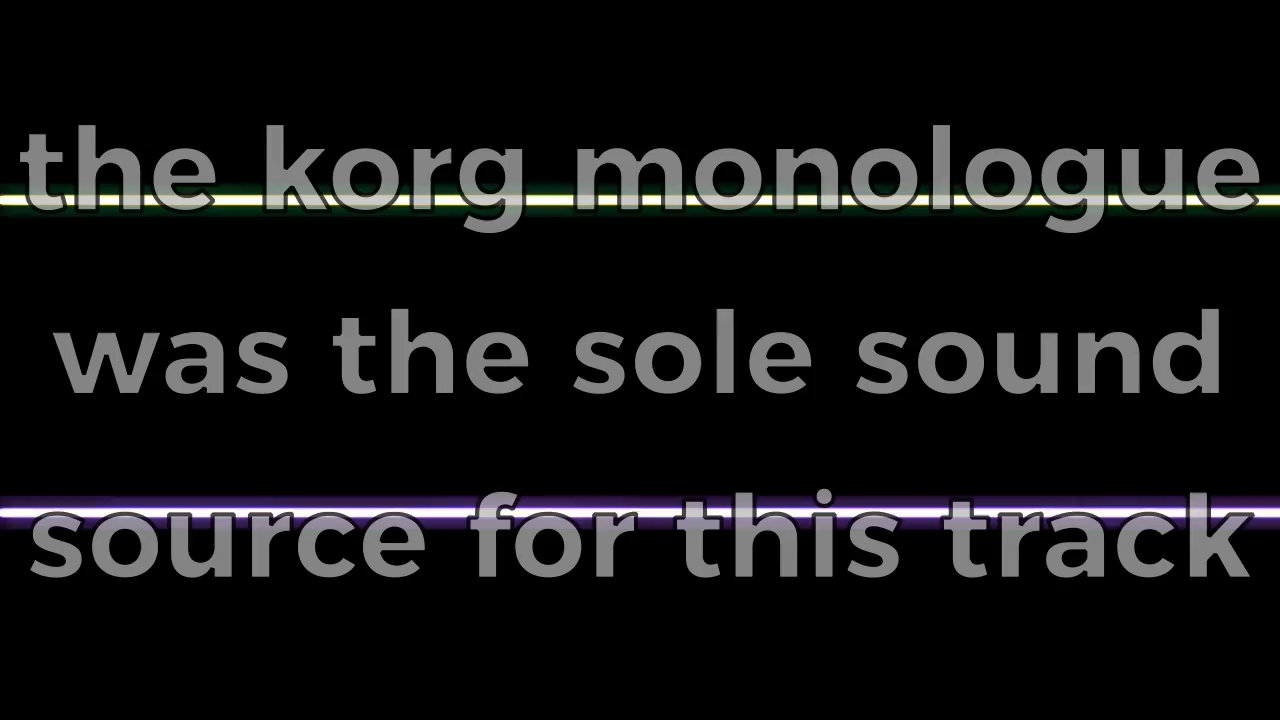 the korg monologue
was the sole sound
source for this track